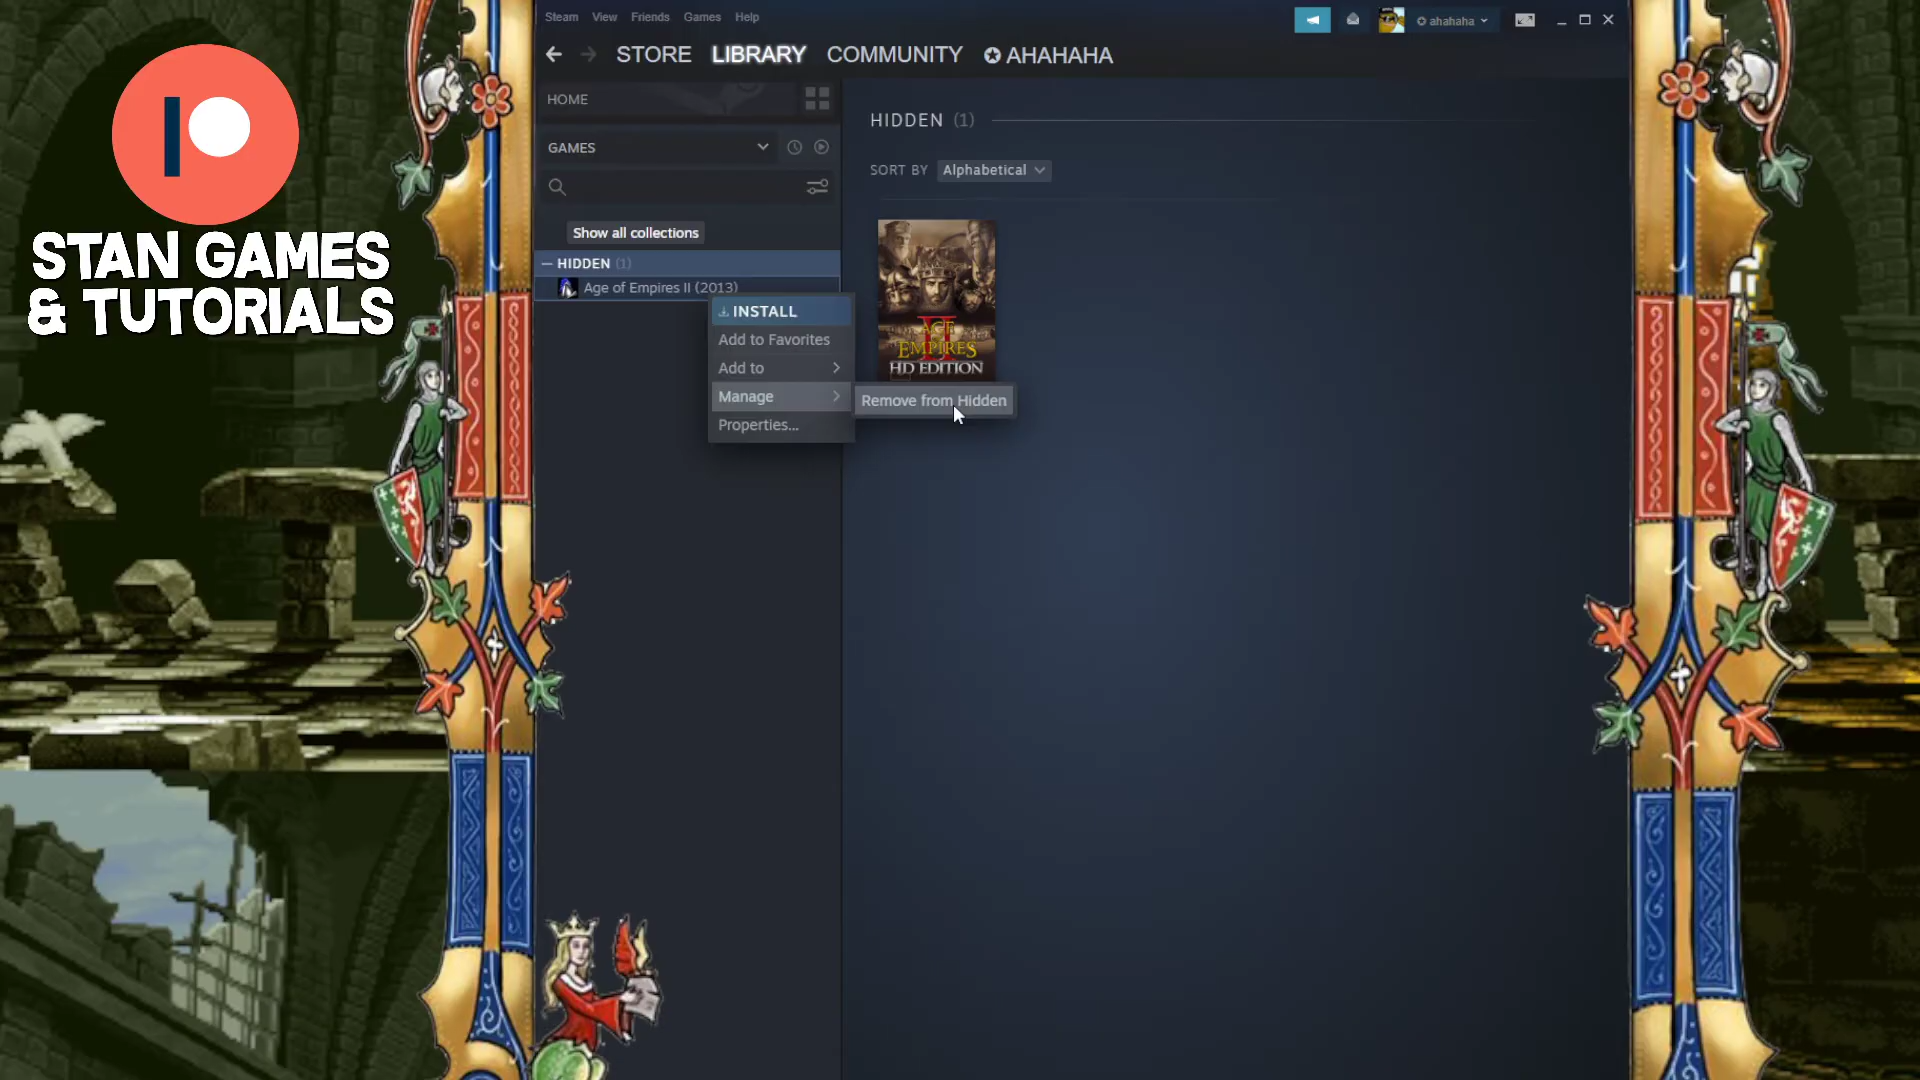 STAN GAMES
& TUTORIALS
Steam View Friends Games Help
ahahaha
STORE LIBRARY COMMUNITY AHAHAHA
HOME
GAMES
Show all collections
HIDDEN (1)
Age of Empires II (2013)
INSTALL
Add to Favorites
Add to
Manage
Properties...
Remove from Hidden
HIDDEN (1)
SORT BY Alphabetical
II
AGE
OF
EMPIRES
HD EDITION